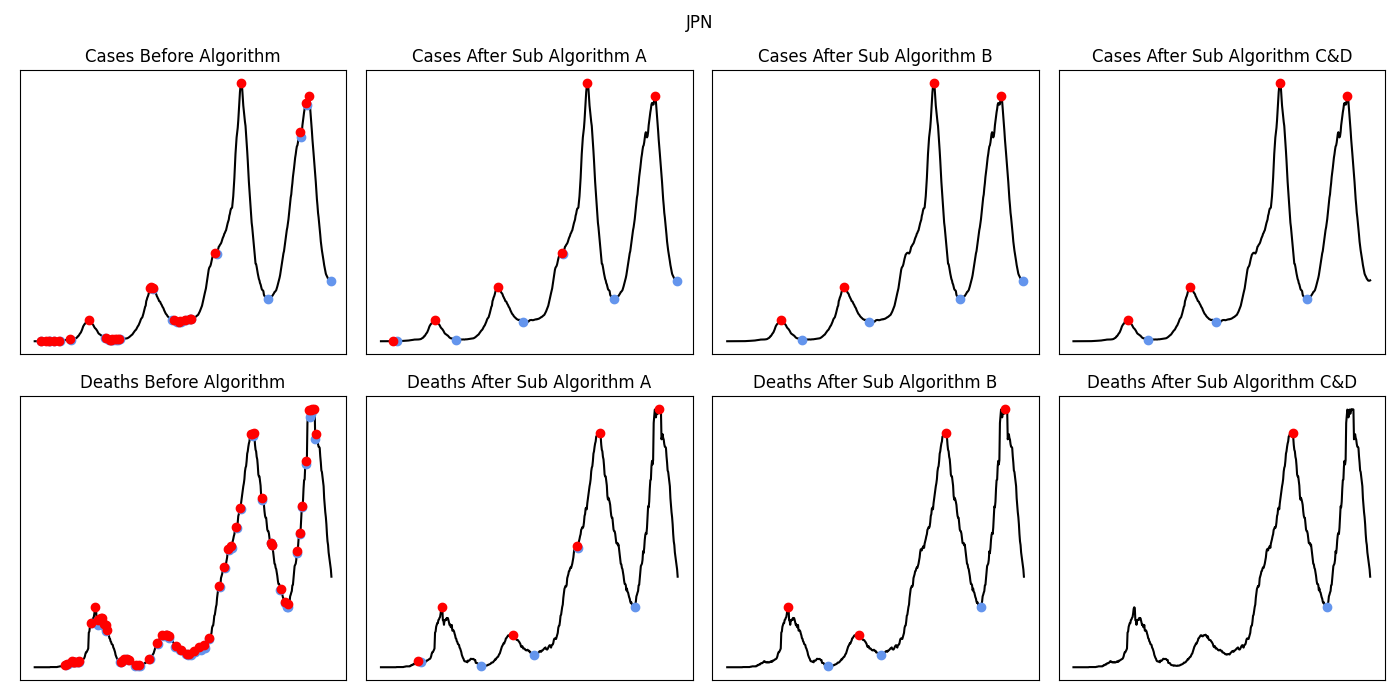 JPN
Cases Before Algorithm
Cases After Sub Algorithm A
Cases After Sub Algorithm B
Cases After Sub Algorithm C&D
Deaths Before Algorithm
Deaths After Sub Algorithm A
Deaths After Sub Algorithm B
Deaths After Sub Algorithm C&D